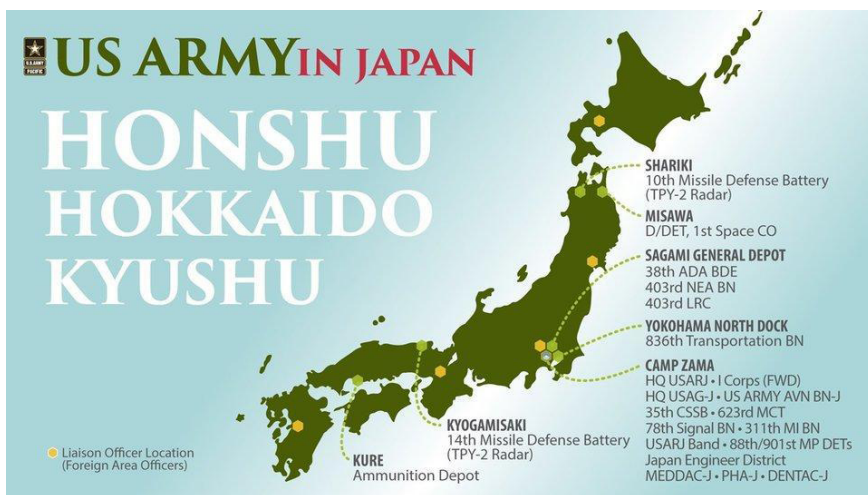 US ARMY IN JAPAN
U.S. ARMY
PACIFIC
HONSHU
HOKKAIDO
KYUSHU
SHARIKI
10th Missile Defense Battery
(TPY-2 Radar)
MISAWA
D/DET, 1st Space CO
SAGAMI GENERAL DEPOT
38th ADA BDE
403rd NEA BN
403rd LRC
YOKOHAMA NORTH DOCK
836th Transportation BN
CAMP ZAMA
HQ USARJ • I Corps (FWD)
HQ USAG-J • US ARMY AVN BN-J
35th CSSB • 623rd MCT
78th Signal BN • 311th MI BN
USARJ Band • 88th/901st MP DETs
Japan Engineer District
MEDDAC-J • PHA-J • DENTAC-J
KYOGAMISAKI
14th Missile Defense Battery
(TPY-2 Radar)
KURE
Ammunition Depot
Liaison Officer Location
(Foreign Area Officers)